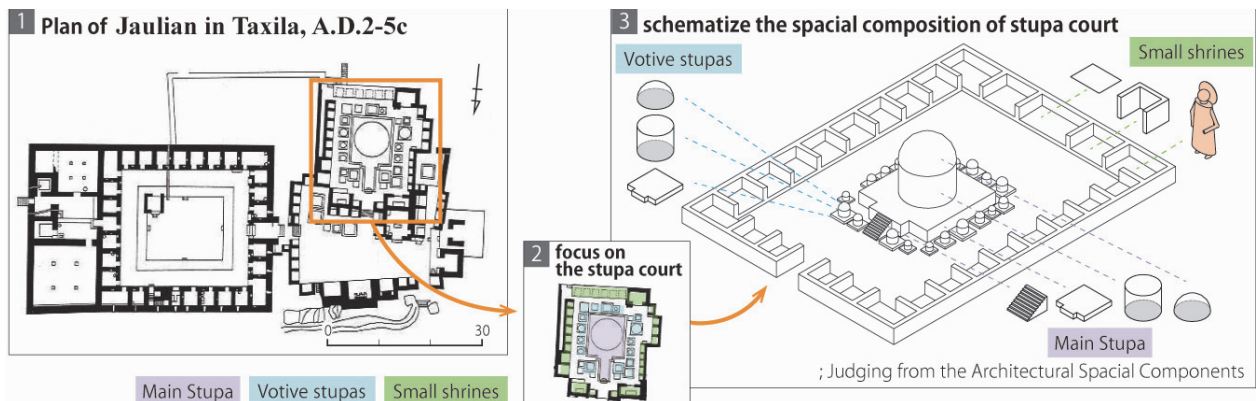 1 Plan of Jaulian in Taxila, A.D.2-5c
0 30
2 focus on
the stupa court
Main Stupa Votive stupas Small shrines
3 schematize the spacial composition of stupa court
Votive stupas
Small shrines
Main Stupa
; Judging from the Architectural Spacial Components